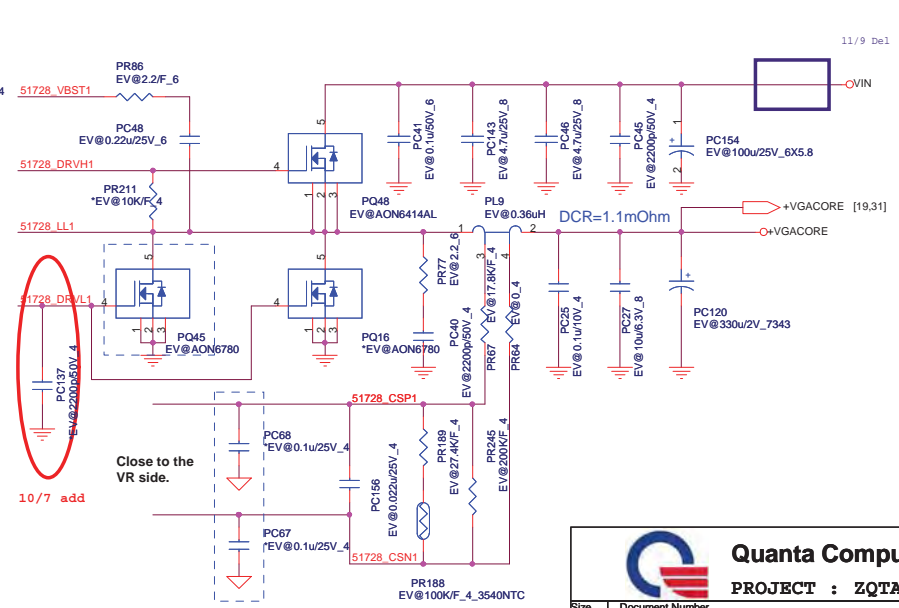 11/9 Del
PR86
EV@2.2/F_6
4
51728_VBST1
VIN
PC48
EV@0.22u/25V_6
5
PC41
EV@0.1u/50V_6
PC143
EV@4.7u/25V_8
PC46
EV@4.7u/25V_8
PC45
EV@2200p/50V_4
1
+
2
PC154
EV@100u/25V_6X5.8
51728_DRVH1
4
PR211
*EV@10K/F_4
1
2
3
PQ48
EV@AON6414AL
PL9
EV@0.36uH
DCR=1.1mOhm
+VGACORE [19,31]
51728_LL1
1
2
+VGACORE
5
5
3
4
PR77
EV@2.2_6
EV@17.8K/F_4
PR67
EV@0_4
PR64
51728_DRVL1
4
4
1
2
3
PQ45
EV@AON6780
1
2
3
PQ16
*EV@AON6780
PC40
EV@2200p/50V_4
PC25
EV@0.1u/10V_4
PC27
EV@10u/6.3V_8
+
PC120
EV@330u/2V_7343
PC137
*EV@2200p/50V_4
10/7 add
51728_CSP1
PC68
*EV@0.1u/25V_4
Close to the
VR side.
PC156
EV@0.022u/25V_4
PR189
EV@27.4K/F_4
PR245
EV@200K/F_4
PC67
*EV@0.1u/25V_4
51728_CSN1
PR188
EV@100K/F_4_3540NTC
Quanta Compu
PROJECT : ZQTA
Size
Document Number